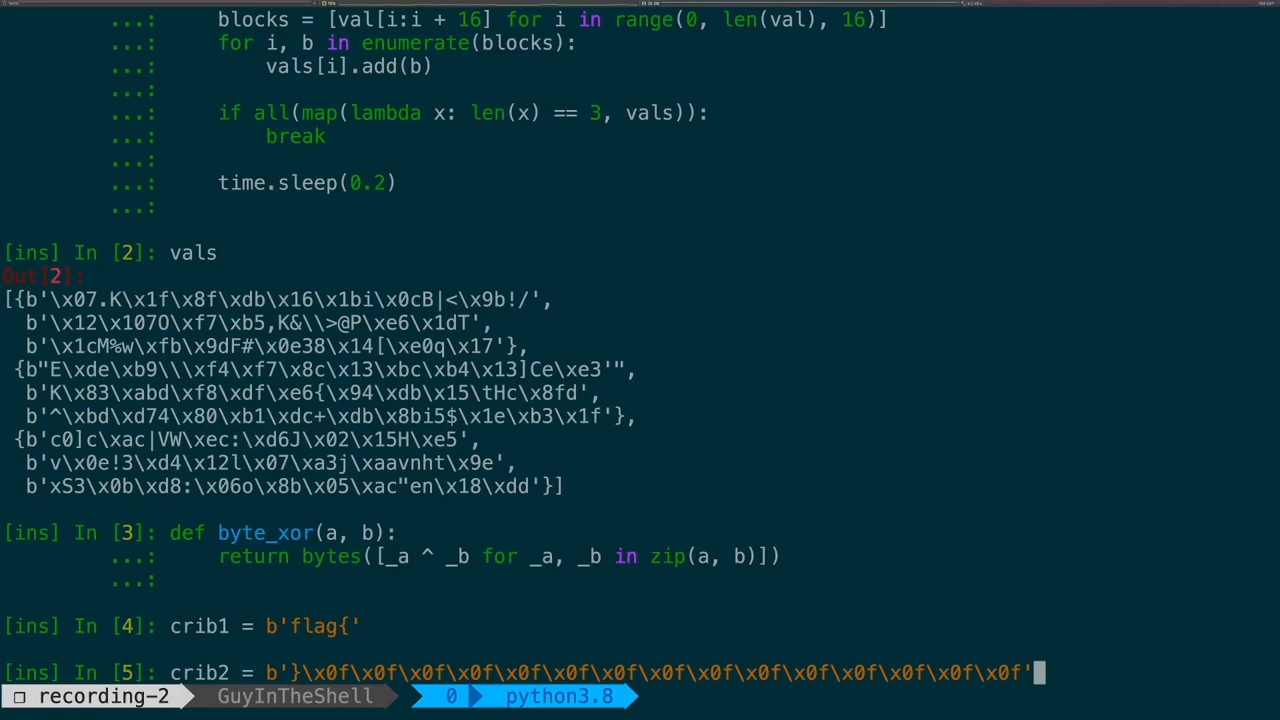 ...:     blocks = [val[i:i + 16] for i in range(0, len(val), 16)]
...:     for i, b in enumerate(blocks):
...:         vals[i].add(b)
...:
...:     if all(map(lambda x: len(x) == 3, vals)):
...:         break
...:
...:     time.sleep(0.2)
...:
[ins] In [2]: vals
Out[2]:
[{b'\x07.K\x1f\x8f\xdb\x16\x1bi\x0cB|<\x9b!/',
b'\x12\x107O\xf7\xb5,K&\\>@P\xe6\x1dT',
b'\x1cM%w\xfb\x9dF#\x0e38\x14[\xe0q\x17'},
{b"E\xde\xb9\\\xf4\xf7\x8c\x13\xbc\xb4\x13]Ce\xe3'",
b'K\x83\xabd\xf8\xdf\xe6{\x94\xdb\x15\tHc\x8fd',
b'^\xbd\xd74\x80\xb1\xdc+\xdb\x8bi5$\x1e\xb3\x1f'},
{b'c0]c\xac|VW\xec:\xd6J\x02\x15H\xe5',
b'v\x0e!3\xd4\x12l\x07\xa3j\xaavnht\x9e',
b'xS3\x0b\xd8:\x06o\x8b\x05\xac"en\x18\xdd'}]
[ins] In [3]: def byte_xor(a, b):
...:     return bytes([_a ^ _b for _a, _b in zip(a, b)])
...:
[ins] In [4]: crib1 = b'flag{'
[ins] In [5]: crib2 = b'}\x0f\x0f\x0f\x0f\x0f\x0f\x0f\x0f\x0f\x0f\x0f\x0f\x0f\x0f\x0f'
recording-2 GuyInTheShell 0 python3.8